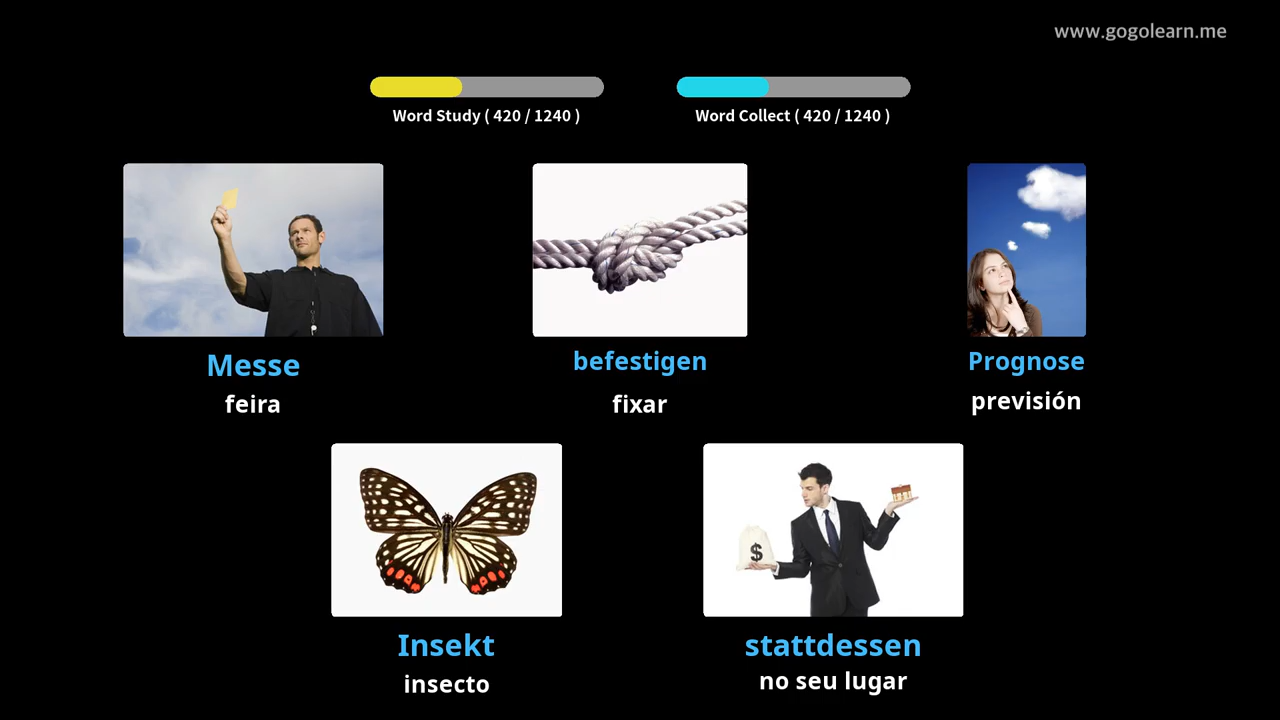 www.gogolearn.me
Word Study ( 420 / 1240 )
Word Collect ( 420 / 1240 )
Messe
feira
befestigen
fixar
Prognose
previsión
$
Insekt
insecto
stattdessen
no seu lugar